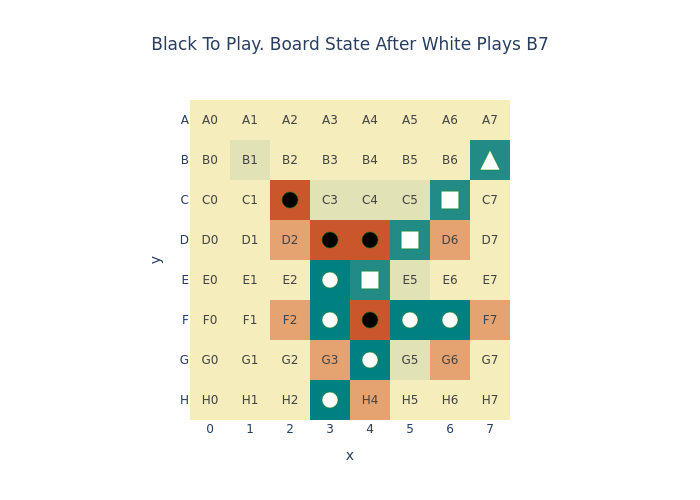 Black To Play. Board State After White Plays B7
A A0 A1 A2 A3 A4 A5 A6 A7
B B0 B1 B2 B3 B4 B5 B6
C C0 C1 C3 C4 C5 C7
D D0 D1 D2 D6 D7
E E0 E1 E2 E5 E6 E7
F F0 F1 F2 F7
G G0 G1 G2 G3 G5 G6 G7
H H0 H1 H2 H4 H5 H6 H7
0 1 2 3 4 5 6 7
x
y